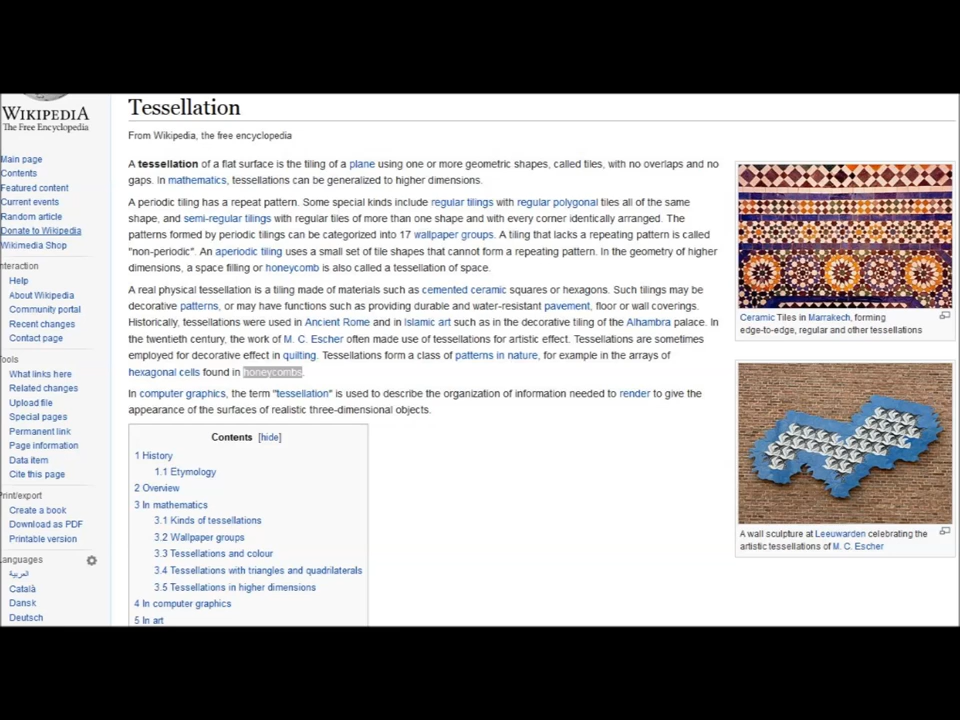 WIKIPEDIA
The Free Encyclopedia
Main page
Contents
Featured content
Current events
Random article
Donate to Wikipedia
Wikimedia Shop
Interaction
Help
About Wikipedia
Community portal
Recent changes
Contact page
Tools
What links here
Related changes
Upload file
Special pages
Permanent link
Page information
Data item
Cite this page
Print/export
Create a book
Download as PDF
Printable version
Languages
العربية
Català
Dansk
Deutsch
Tessellation
From Wikipedia, the free encyclopedia
A tessellation of a flat surface is the tiling of a plane using one or more geometric shapes, called tiles, with no overlaps and no
gaps. In mathematics, tessellations can be generalized to higher dimensions.
A periodic tiling has a repeat pattern. Some special kinds include regular tilings with regular polygonal tiles all of the same
shape, and semi-regular tilings with regular tiles of more than one shape and with every corner identically arranged. The
patterns formed by periodic tilings can be categorized into 17 wallpaper groups. A tiling that lacks a repeating pattern is called
"non-periodic". An aperiodic tiling uses a small set of tile shapes that cannot form a repeating pattern. In the geometry of higher
dimensions, a space filling or honeycomb is also called a tessellation of space.
A real physical tessellation is a tiling made of materials such as cemented ceramic squares or hexagons. Such tilings may be
decorative patterns, or may have functions such as providing durable and water-resistant pavement, floor or wall coverings.
Historically, tessellations were used in Ancient Rome and in Islamic art such as in the decorative tiling of the Alhambra palace. In
the twentieth century, the work of M. C. Escher often made use of tessellations for artistic effect. Tessellations are sometimes
employed for decorative effect in quilting. Tessellations form a class of patterns in nature, for example in the arrays of
hexagonal cells found in honeycombs.
In computer graphics, the term "tessellation" is used to describe the organization of information needed to render to give the
appearance of the surfaces of realistic three-dimensional objects.
Contents [hide]
1 History
1.1 Etymology
2 Overview
3 In mathematics
3.1 Kinds of tessellations
3.2 Wallpaper groups
3.3 Tessellations and colour
3.4 Tessellations with triangles and quadrilaterals
3.5 Tessellations in higher dimensions
4 In computer graphics
5 In art
Ceramic Tiles in Marrakech, forming
edge-to-edge, regular and other tessellations
A wall sculpture at Leeuwarden celebrating the
artistic tessellations of M. C. Escher